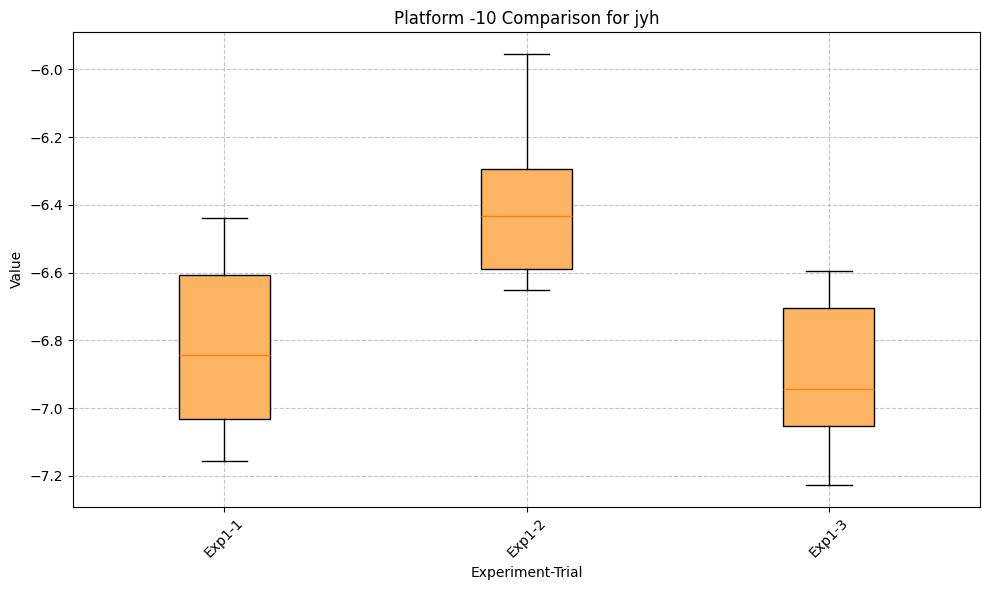 Platform -10 Comparison for jyh
−6.0
−6.2
−6.4
−6.6
−6.8
−7.0
−7.2
Value
Exp1-1
Exp1-2
Exp1-3
Experiment-Trial